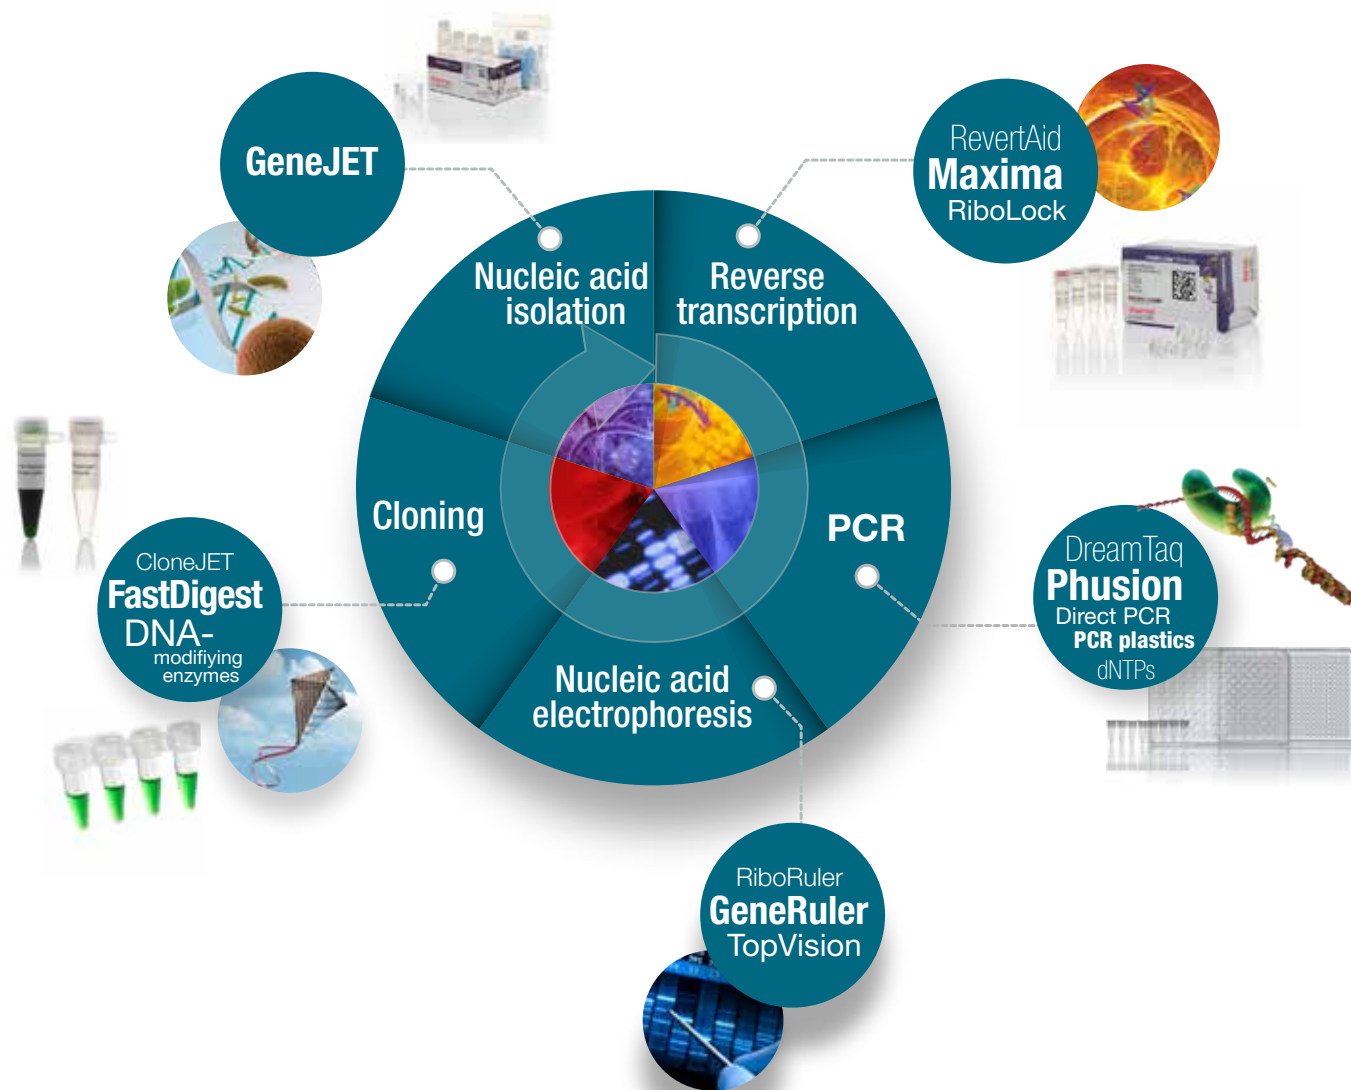 GeneJET
RevertAid
Maxima
RiboLock
Nucleic acid
isolation
Reverse
transcription
Cloning
PCR
CloneJET
FastDigest
DNA-
modifiying
enzymes
DreamTaq
Phusion
Direct PCR
PCR plastics
dNTPs
Nucleic acid
electrophoresis
RiboRuler
GeneRuler
TopVision